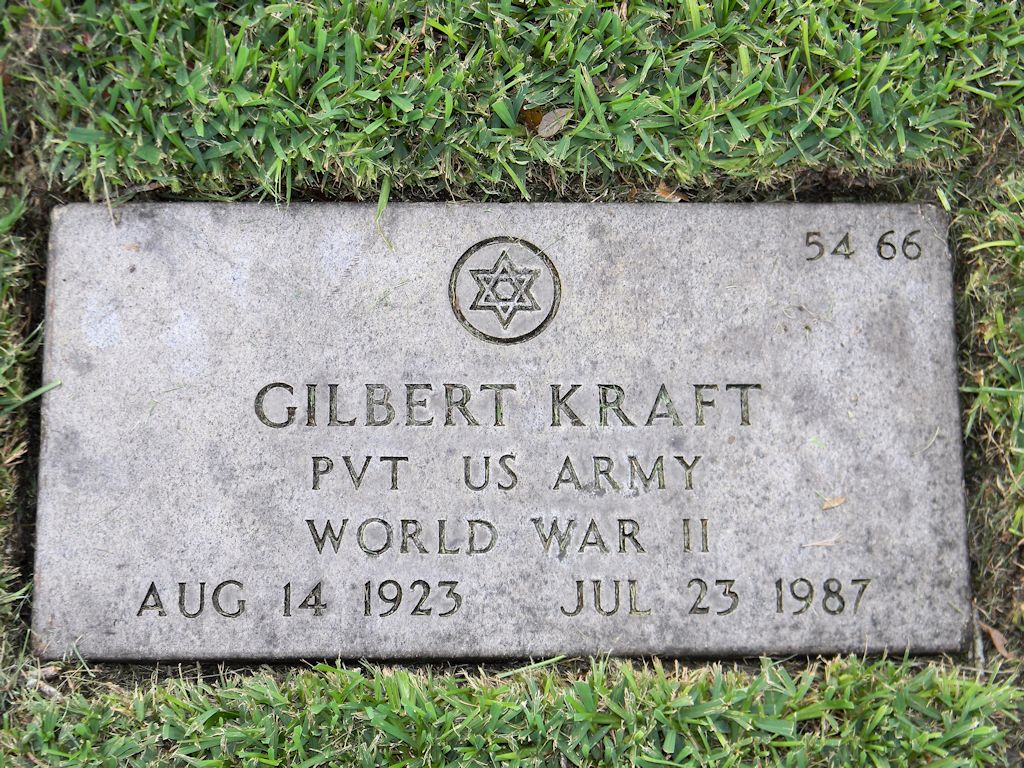 54 66
GILBERT KRAFT
PVT US ARMY
WORLD WAR II
AUG 14 1923 JUL 23 1987